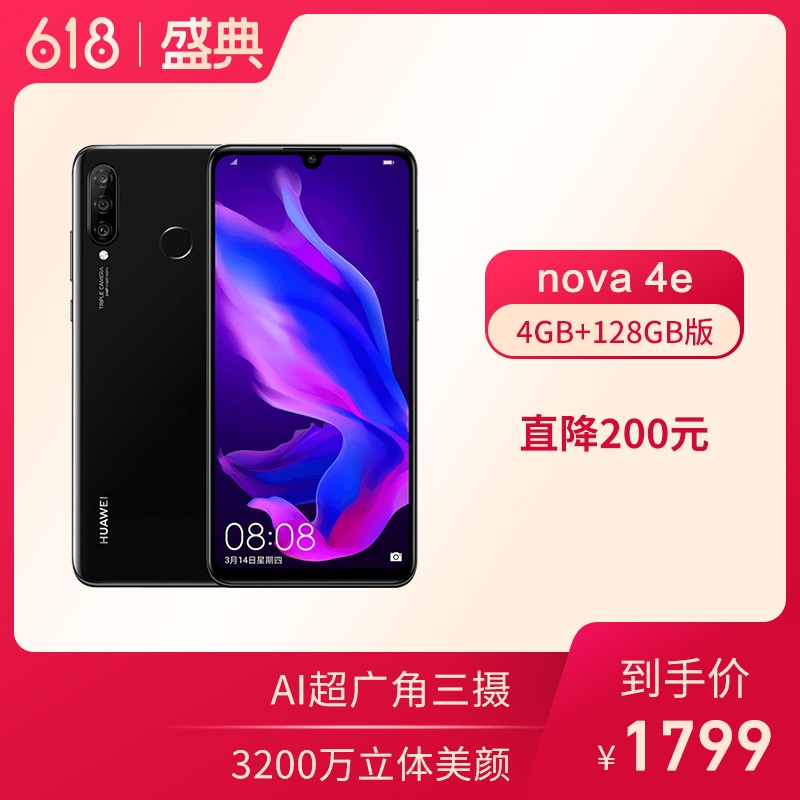 618 | 盛典
TRIPLE CAMERA
HUAWEI
08:08
3月14日星期四
nova 4e
4GB+128GB版
直降200元
AI超广角三摄
3200万立体美颜
到手价
¥1799